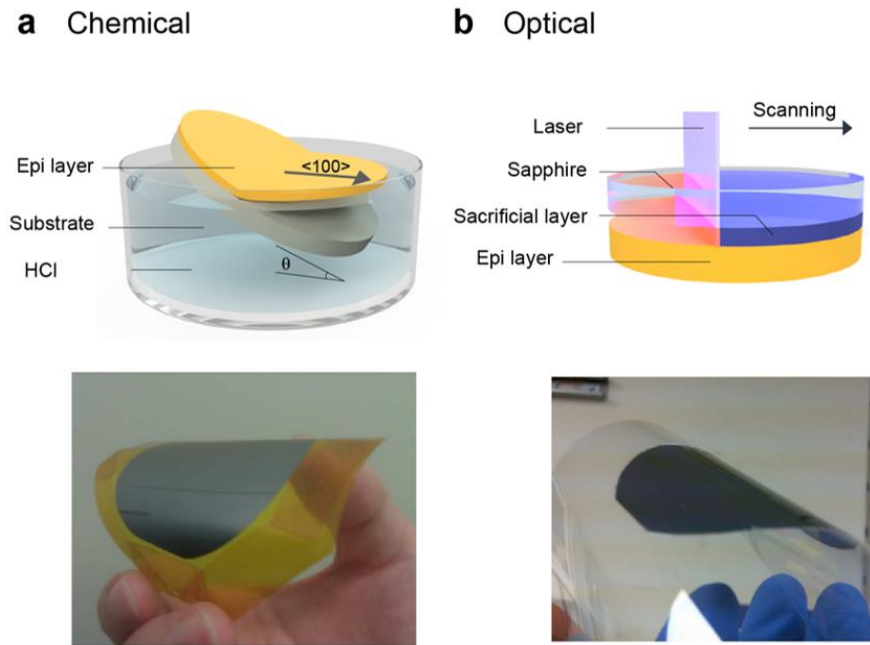 a Chemical
Epi layer
<100>
Substrate
HCl
θ
b Optical
Laser
Scanning
Sapphire
Sacrificial layer
Epi layer